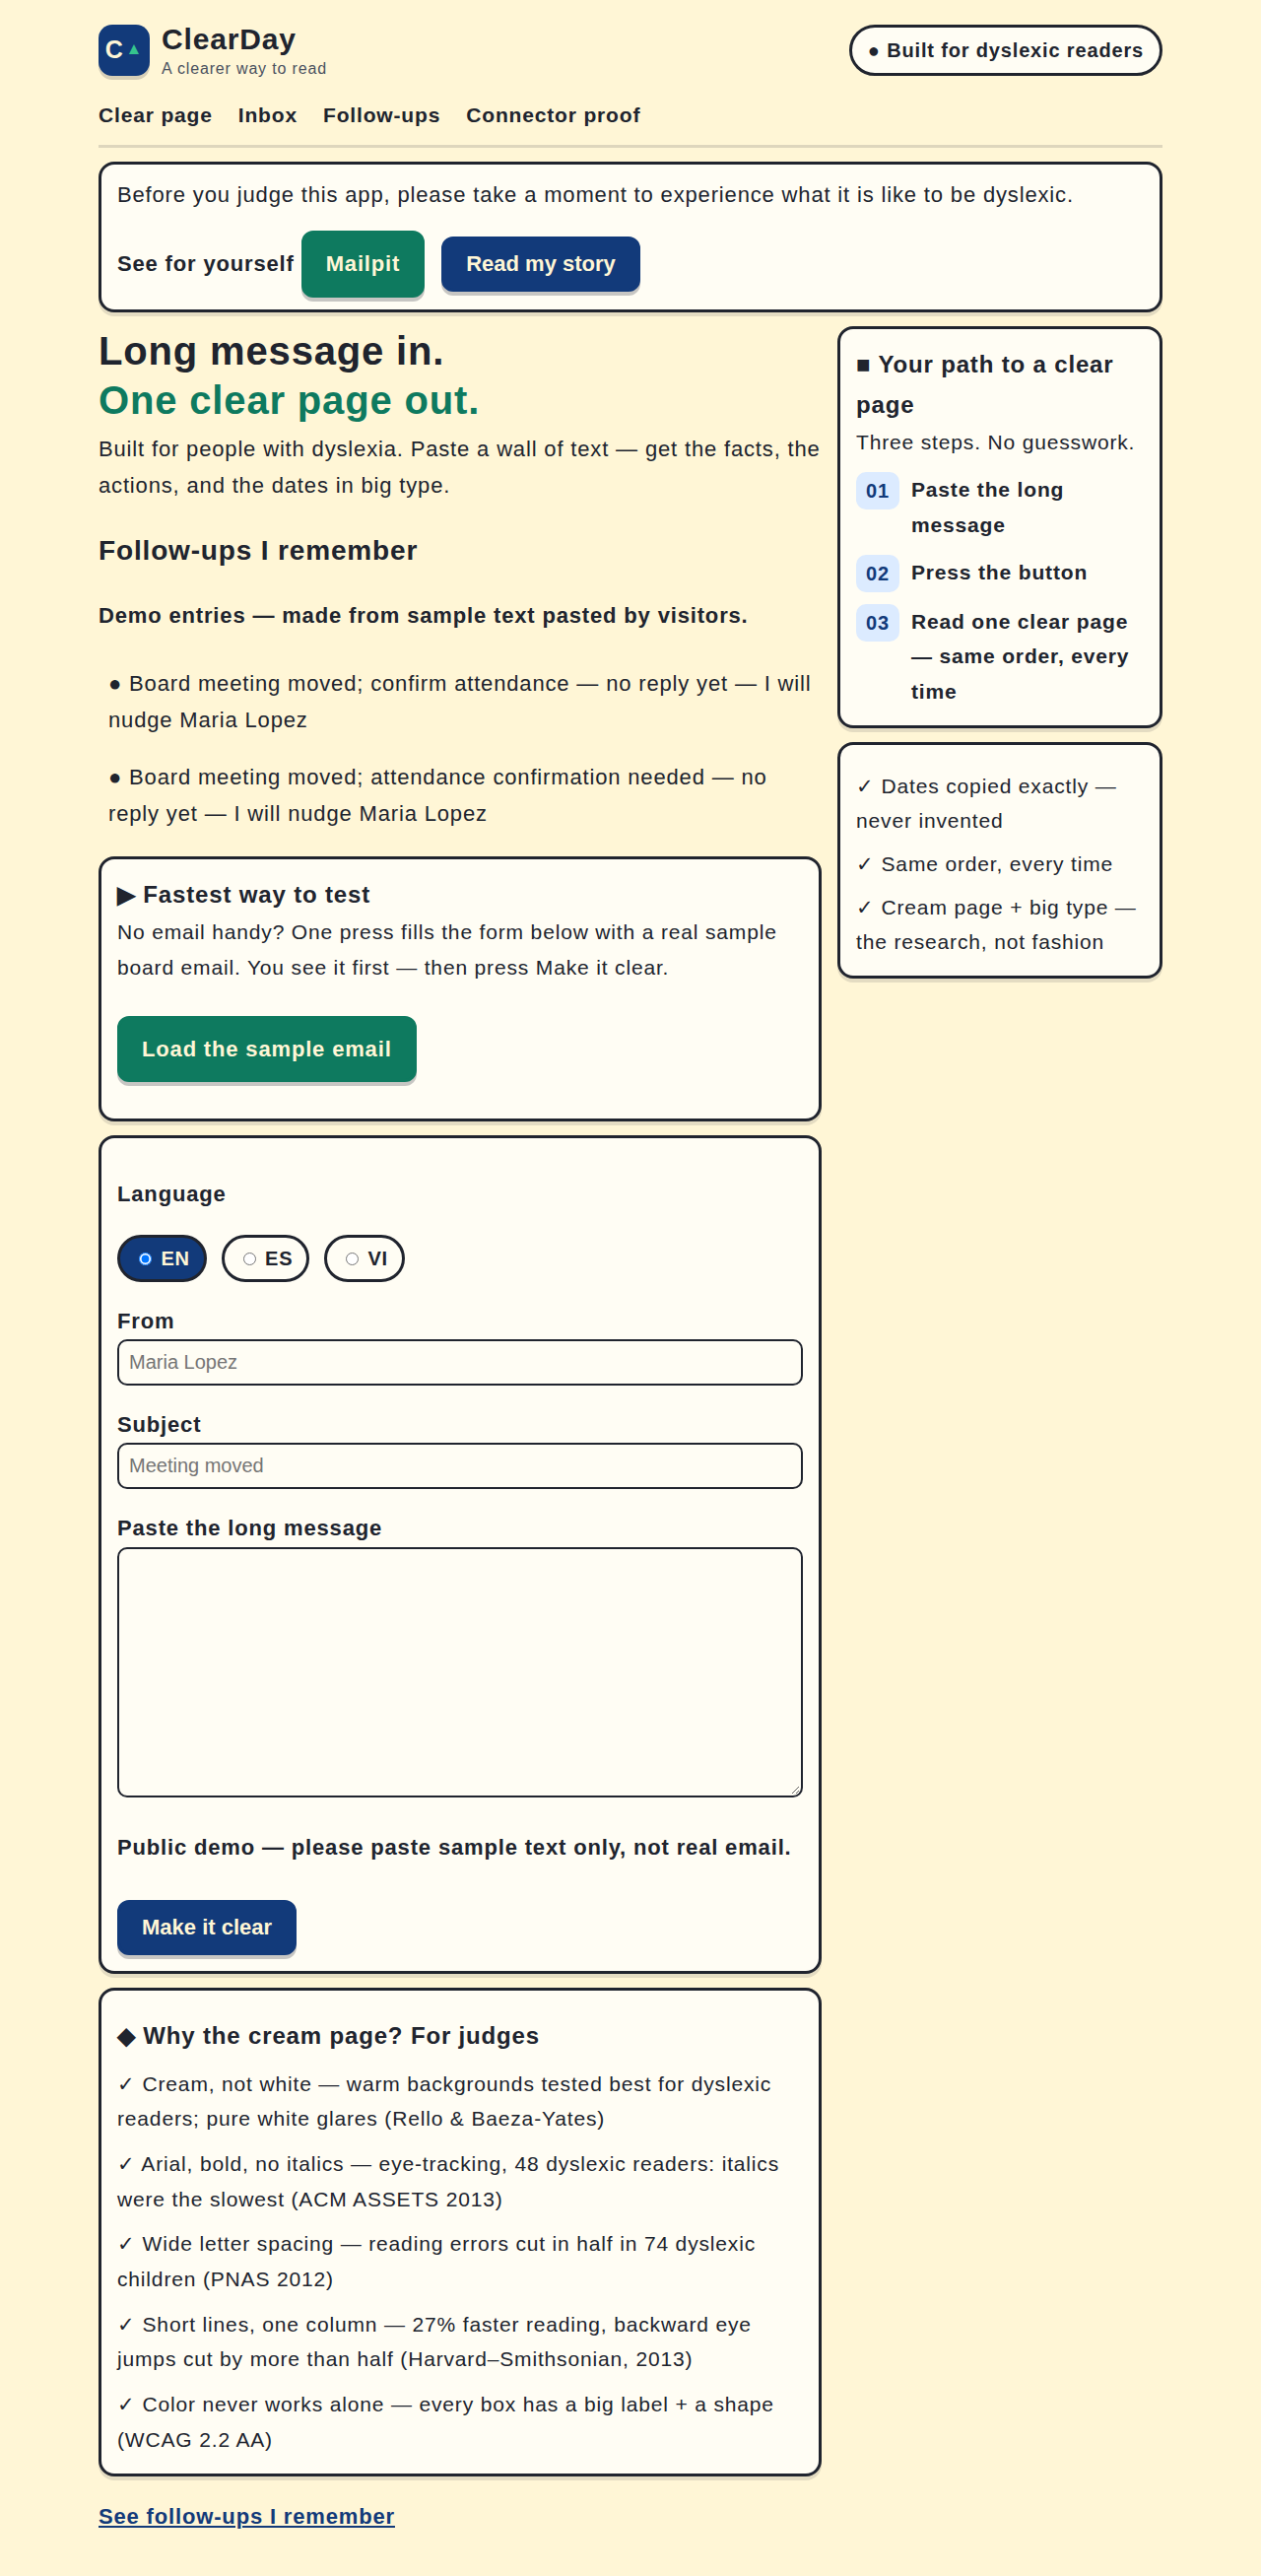 C▲
ClearDay
A clearer way to read
● Built for dyslexic readers
Clear page Inbox Follow-ups Connector proof
Before you judge this app, please take a moment to experience what it is like to be dyslexic.
See for yourself Mailpit Read my story
Long message in.
One clear page out.
Built for people with dyslexia. Paste a wall of text — get the facts, the
actions, and the dates in big type.
Follow-ups I remember
Demo entries — made from sample text pasted by visitors.
● Board meeting moved; confirm attendance — no reply yet — I will
nudge Maria Lopez
● Board meeting moved; attendance confirmation needed — no
reply yet — I will nudge Maria Lopez
■ Your path to a clear
page
Three steps. No guesswork.
01 Paste the long
message
02 Press the button
03 Read one clear page
— same order, every
time
✓ Dates copied exactly —
never invented
✓ Same order, every time
✓ Cream page + big type —
the research, not fashion
▶ Fastest way to test
No email handy? One press fills the form below with a real sample
board email. You see it first — then press Make it clear.
Load the sample email
Language
EN ES VI
From
Maria Lopez
Subject
Meeting moved
Paste the long message
Public demo — please paste sample text only, not real email.
Make it clear
◆ Why the cream page? For judges
✓ Cream, not white — warm backgrounds tested best for dyslexic
readers; pure white glares (Rello & Baeza-Yates)
✓ Arial, bold, no italics — eye-tracking, 48 dyslexic readers: italics
were the slowest (ACM ASSETS 2013)
✓ Wide letter spacing — reading errors cut in half in 74 dyslexic
children (PNAS 2012)
✓ Short lines, one column — 27% faster reading, backward eye
jumps cut by more than half (Harvard–Smithsonian, 2013)
✓ Color never works alone — every box has a big label + a shape
(WCAG 2.2 AA)
See follow-ups I remember